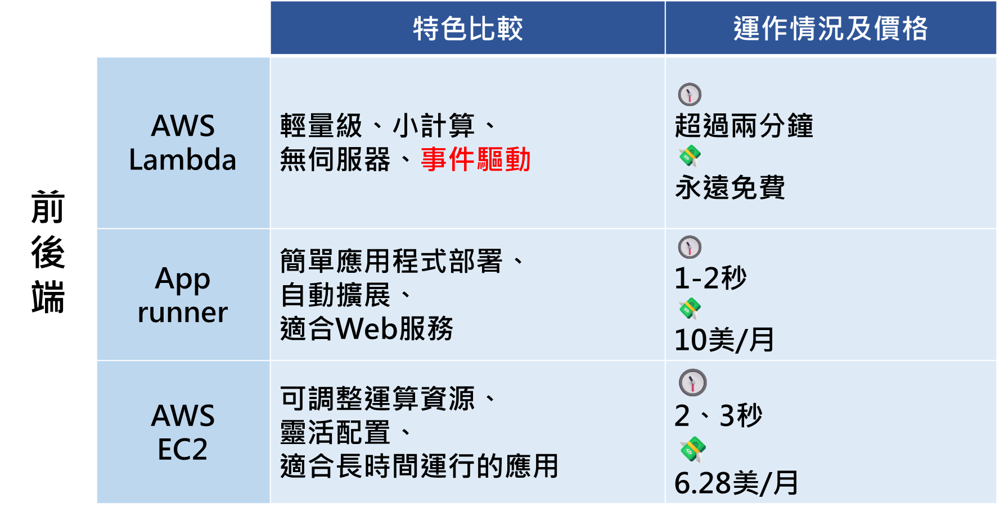 特色比較
運作情況及價格
前後端
AWS
Lambda
輕量級、小計算、
無伺服器、事件驅動
超過兩分鐘
永遠免費
App
runner
簡單應用程式部署、
自動擴展、
適合Web服務
1-2秒
10美/月
AWS
EC2
可調整運算資源、
靈活配置、
適合長時間運行的應用
2、3秒
6.28美/月